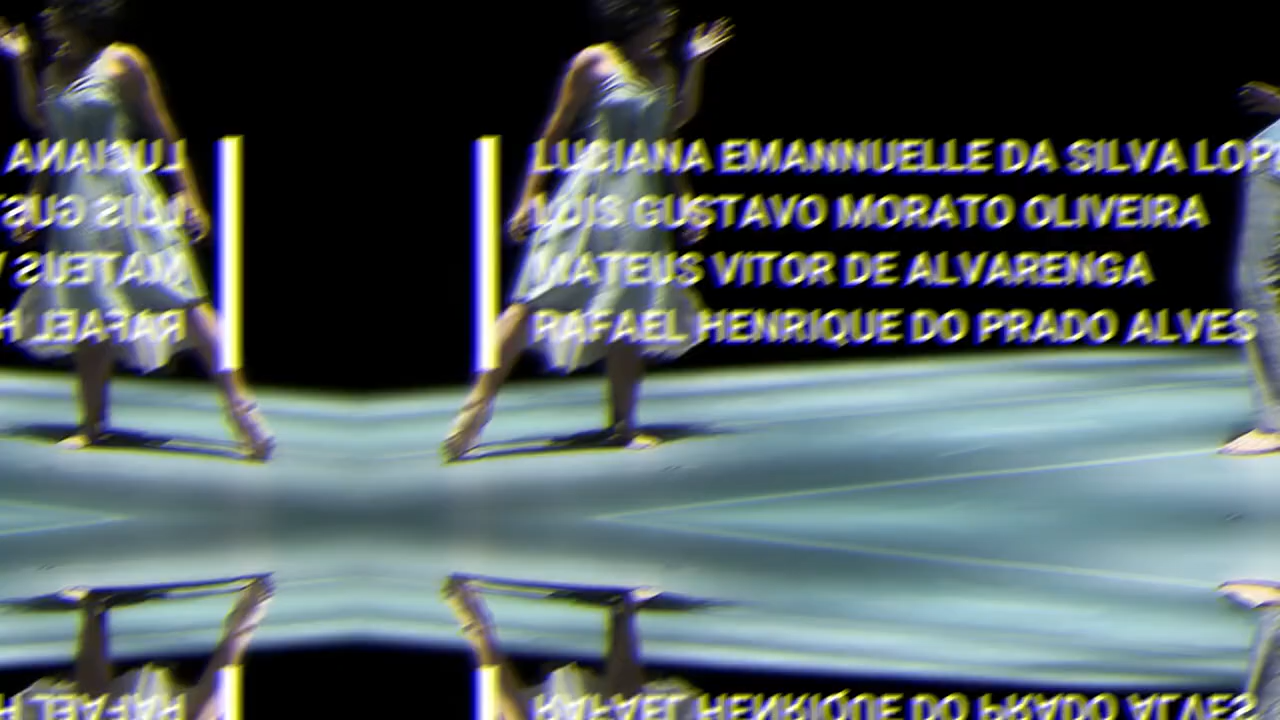 LUCIANA EMANNUELLE DA SILVA
LUIS GUSTAVO MORATO OLIVEIRA
MATEUS VITOR DE ALVARENGA
RAFAEL HENRIQUE DO PRADO ALVES